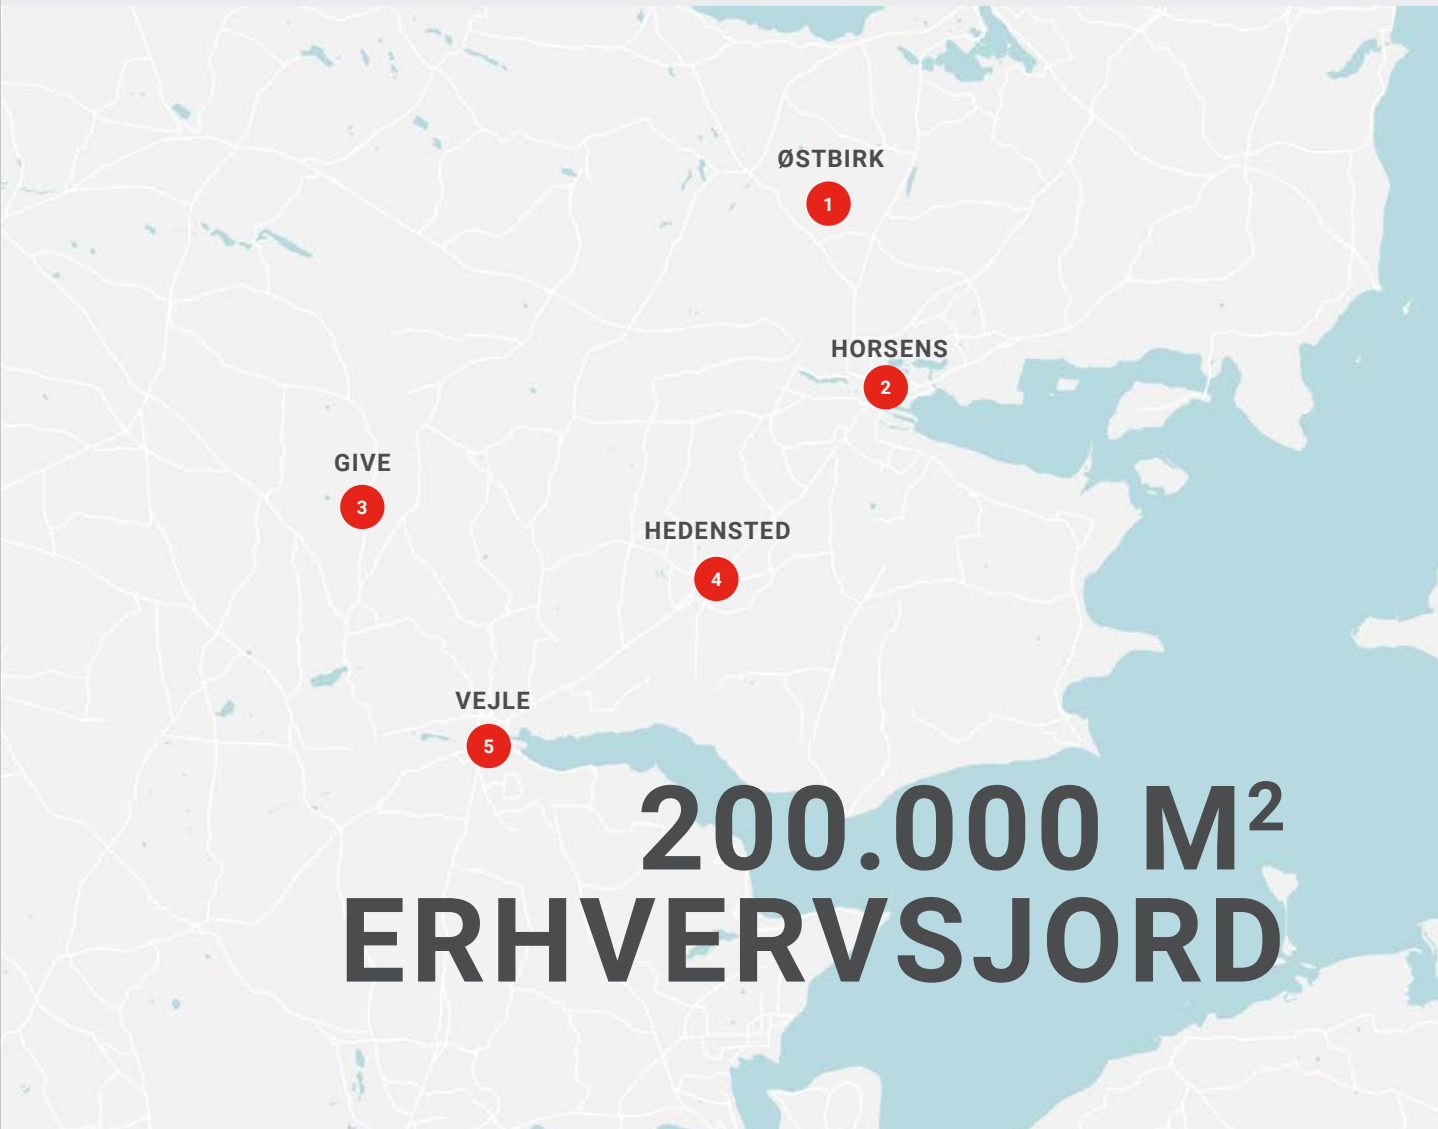 ØSTBIRK
1
HORSENS
2
GIVE
3
HEDENSTED
4
VEJLE
5
200.000 M²
ERHVERVSJORD